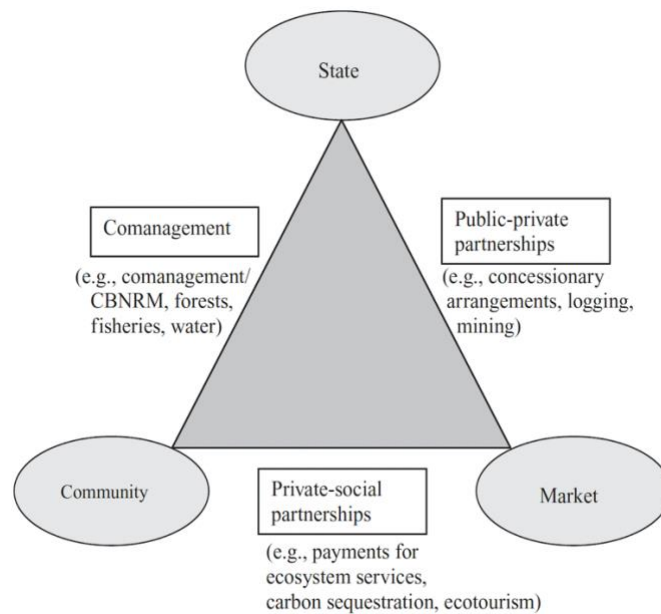 State
Comanagement
(e.g., comanagement/
CBNRM, forests,
fisheries, water)
Public-private
partnerships
(e.g., concessionary
arrangements, logging,
mining)
Community
Private-social
partnerships
(e.g., payments for
ecosystem services,
carbon sequestration, ecotourism)
Market